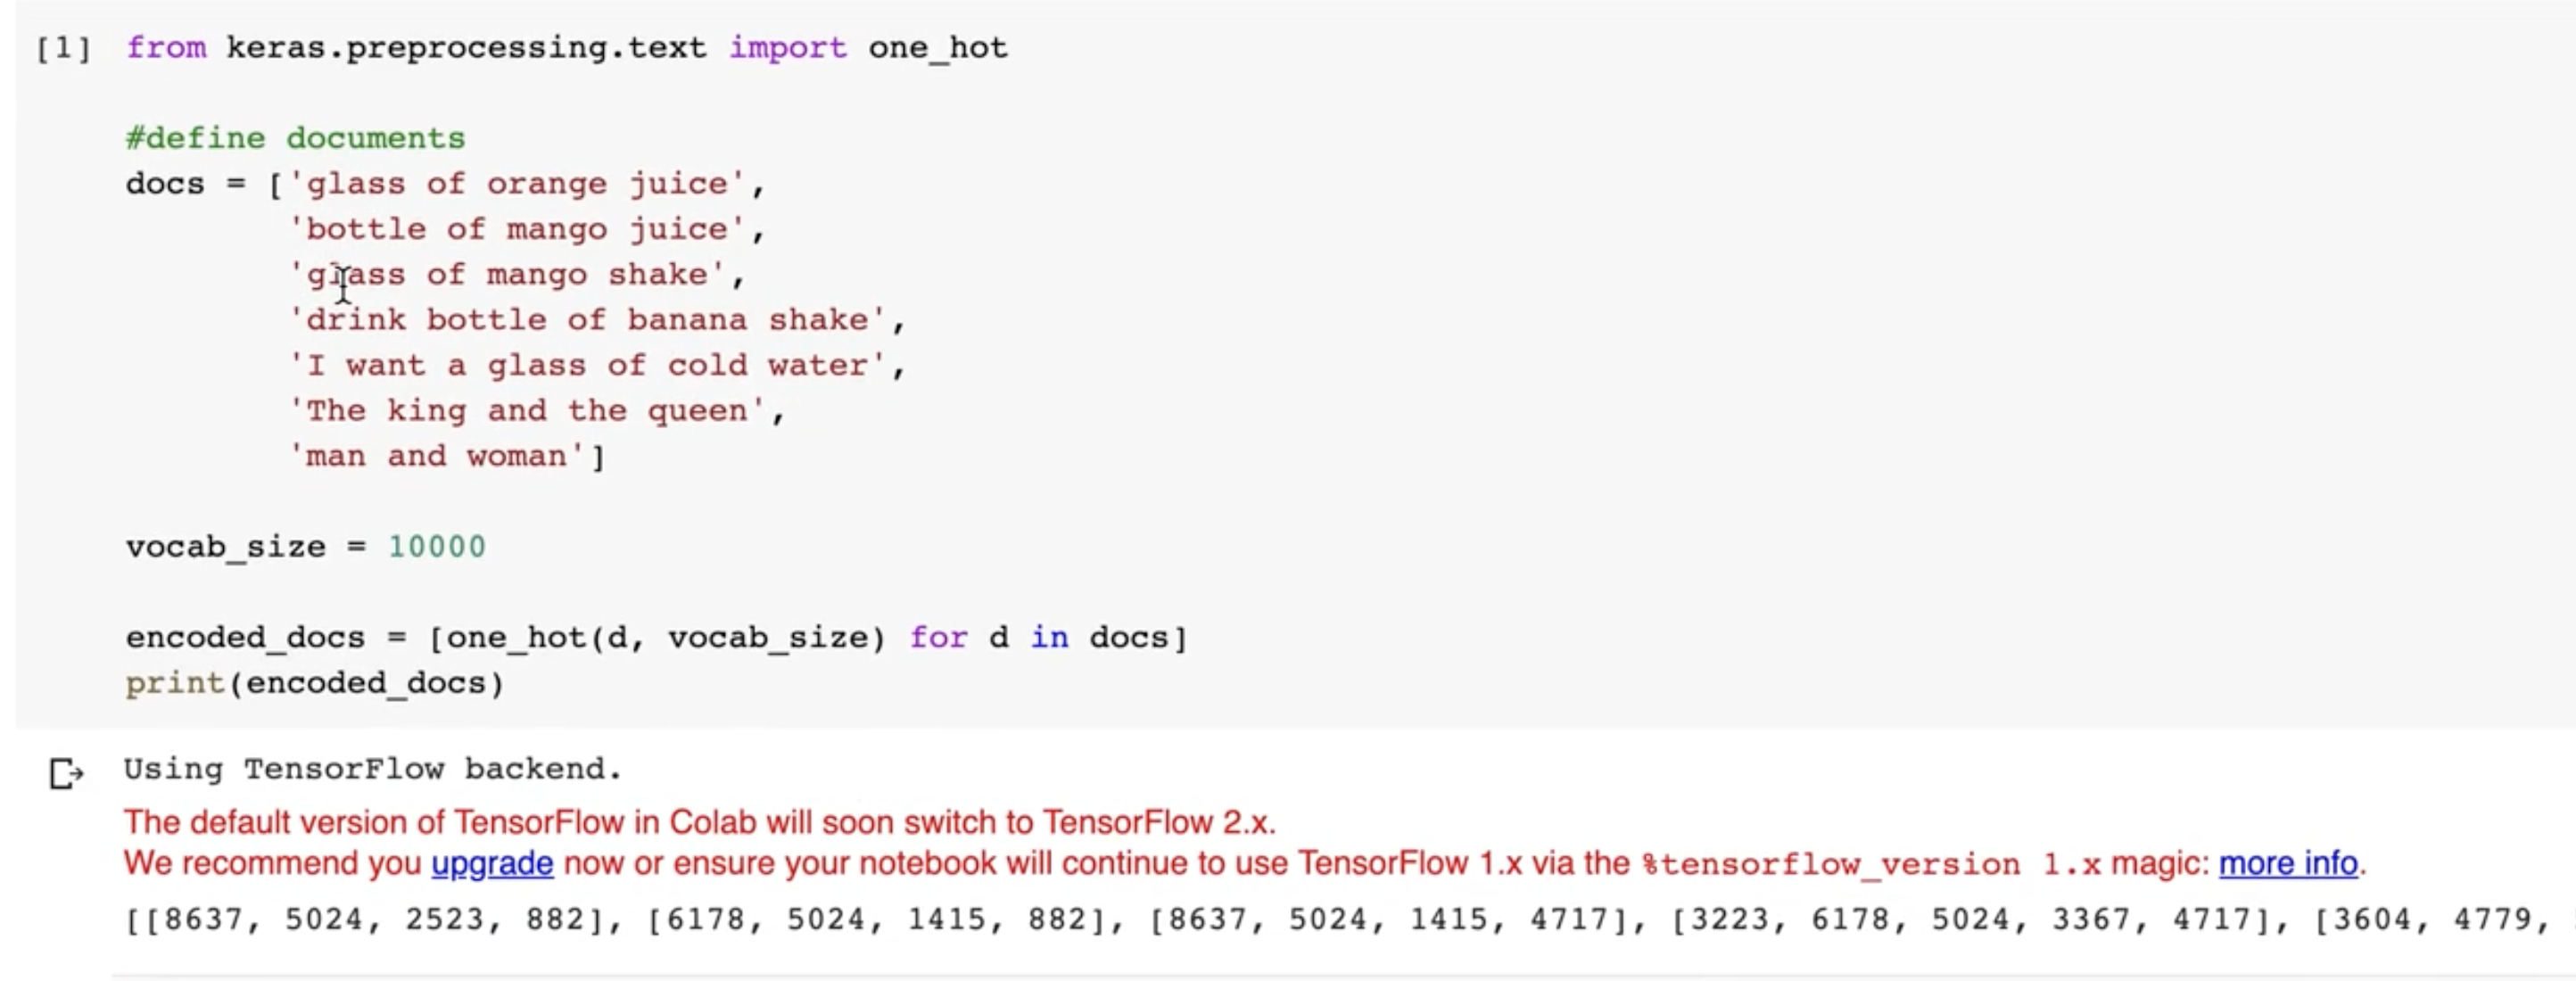 [1] from keras.preprocessing.text import one_hot
#define documents
docs = ['glass of orange juice',
'bottle of mango juice',
'glass of mango shake',
'drink bottle of banana shake',
'I want a glass of cold water',
'The king and the queen',
'man and woman']
vocab_size = 10000
encoded_docs = [one_hot(d, vocab_size) for d in docs]
print(encoded_docs)
Using TensorFlow backend.
The default version of TensorFlow in Colab will soon switch to TensorFlow 2.x.
We recommend you upgrade now or ensure your notebook will continue to use TensorFlow 1.x via the %tensorflow_version 1.x magic: more info.
[[8637, 5024, 2523, 882], [6178, 5024, 1415, 882], [8637, 5024, 1415, 4717], [3223, 6178, 5024, 3367, 4717], [3604, 4779,